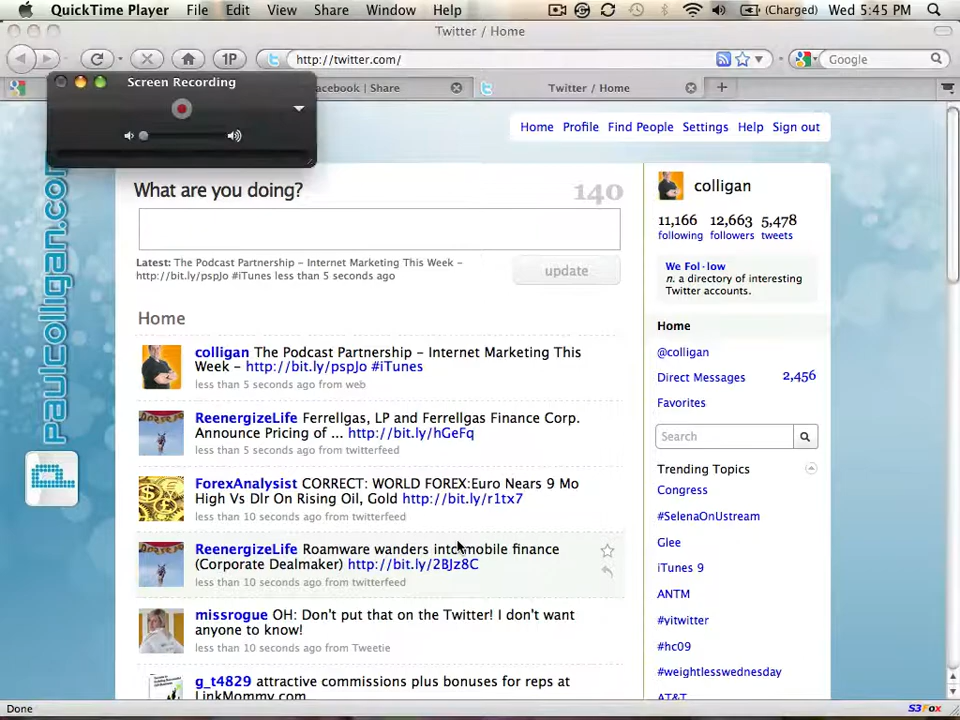 QuickTime Player File Edit View Share Window Help (Charged) Wed 5:45 PM
Twitter / Home
1P http://twitter.com/ Google
Screen Recording
acebook | Share Twitter / Home
Home Profile Find People Settings Help Sign out
What are you doing? 140
Latest: The Podcast Partnership - Internet Marketing This Week -
http://bit.ly/pspJo #iTunes less than 5 seconds ago
update
Home
colligan The Podcast Partnership - Internet Marketing This
Week - http://bit.ly/pspJo #iTunes
less than 5 seconds ago from web
ReenergizeLife Ferrellgas, LP and Ferrellgas Finance Corp.
Announce Pricing of ... http://bit.ly/hGeFq
less than 5 seconds ago from twitterfeed
ForexAnalysist CORRECT: WORLD FOREX:Euro Nears 9 Mo
High Vs Dlr On Rising Oil, Gold http://bit.ly/r1tx7
less than 10 seconds ago from twitterfeed
ReenergizeLife Roamware wanders into mobile finance
(Corporate Dealmaker) http://bit.ly/2BJz8C
less than 10 seconds ago from twitterfeed
missrogue OH: Don't put that on the Twitter! I don't want
anyone to know!
less than 10 seconds ago from Tweetie
g_t4829 attractive commissions plus bonuses for reps at
LinkMommy.com
colligan
11,166 12,663 5,478
following followers tweets
We Fol·low
n. a directory of interesting
Twitter accounts.
Home
@colligan
Direct Messages 2,456
Favorites
Search
Trending Topics
Congress
#SelenaOnUstream
Glee
iTunes 9
ANTM
#yitwitter
#hc09
#weightlesswednesday
AT&T
paulcolligan.com
Done S3Fox